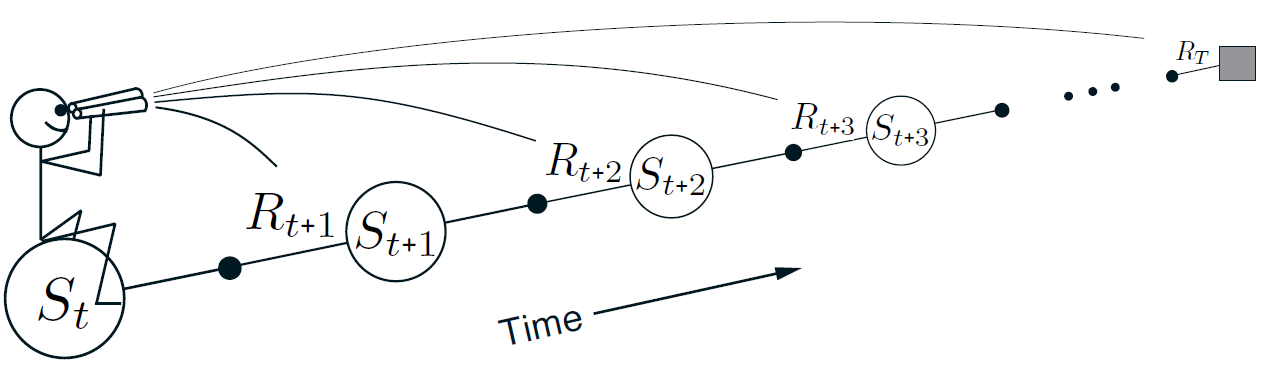 R_T
R_{t+3} S_{t+3}
R_{t+2} S_{t+2}
R_{t+1} S_{t+1}
S_t
Time